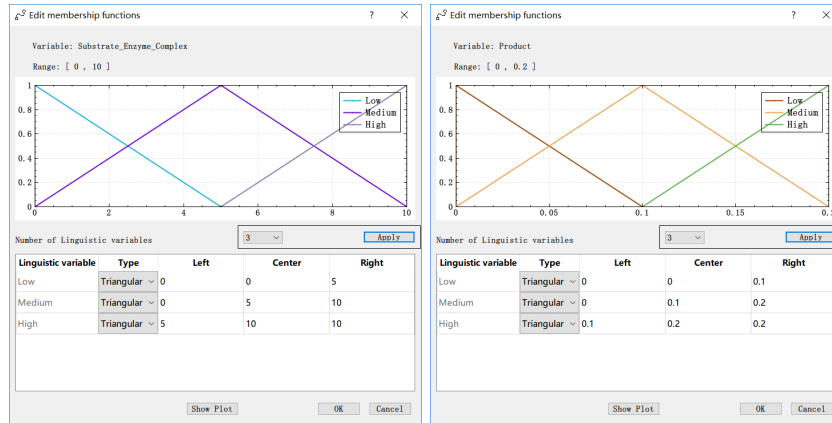 Edit membership functions ? ×
Variable: Substrate_Enzyme_Complex
Range: [ 0 , 10 ]
1
0.8
0.6
0.4
0.2
0
0 2 4 6 8 10
Low
Medium
High
Number of Linguistic variables 3 Apply
Linguistic variable Type Left Center Right
Low Triangular 0 0 5
Medium Triangular 0 5 10
High Triangular 5 10 10
Show Plot OK Cancel
Edit membership functions ? ×
Variable: Product
Range: [ 0 , 0.2 ]
1
0.8
0.6
0.4
0.2
0
0 0.05 0.1 0.15
Low
Medium
High
Number of Linguistic variables 3 Apply
Linguistic variable Type Left Center Right
Low Triangular 0 0 0.1
Medium Triangular 0 0.1 0.2
High Triangular 0.1 0.2 0.2
Show Plot OK Cancel